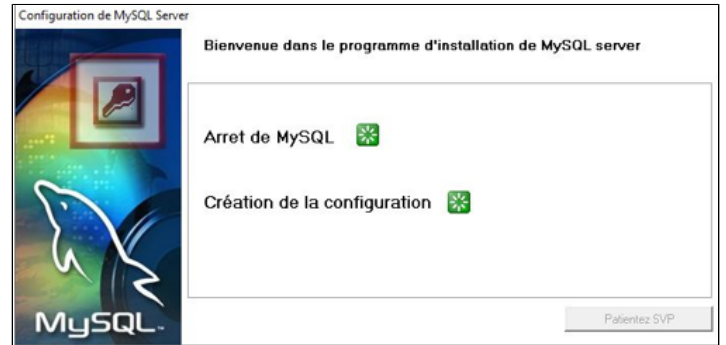 Configuration de MySQL Server
Bienvenue dans le programme d'installation de MySQL server
Arret de MySQL
Création de la configuration
MySQL
Patientez SVP